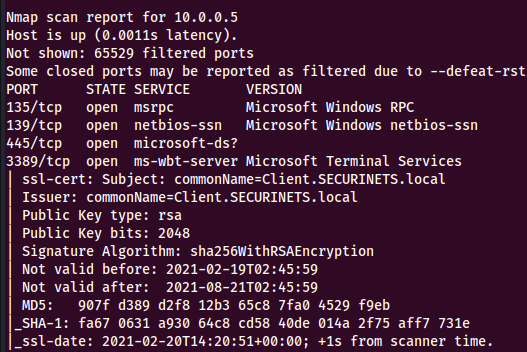 Nmap scan report for 10.0.0.5
Host is up (0.0011s latency).
Not shown: 65529 filtered ports
Some closed ports may be reported as filtered due to --defeat-rst
PORT     STATE SERVICE       VERSION
135/tcp  open  msrpc         Microsoft Windows RPC
139/tcp  open  netbios-ssn   Microsoft Windows netbios-ssn
445/tcp  open  microsoft-ds?
3389/tcp open  ms-wbt-server Microsoft Terminal Services
| ssl-cert: Subject: commonName=Client.SECURINETS.local
| Issuer: commonName=Client.SECURINETS.local
| Public Key type: rsa
| Public Key bits: 2048
| Signature Algorithm: sha256WithRSAEncryption
| Not valid before: 2021-02-19T02:45:59
| Not valid after:  2021-08-21T02:45:59
| MD5:   907f d389 d2f8 12b3 65c8 7fa0 4529 f9eb
|_SHA-1: fa67 0631 a930 64c8 cd58 40de 014a 2f75 aff7 731e
|_ssl-date: 2021-02-20T14:20:51+00:00; +1s from scanner time.